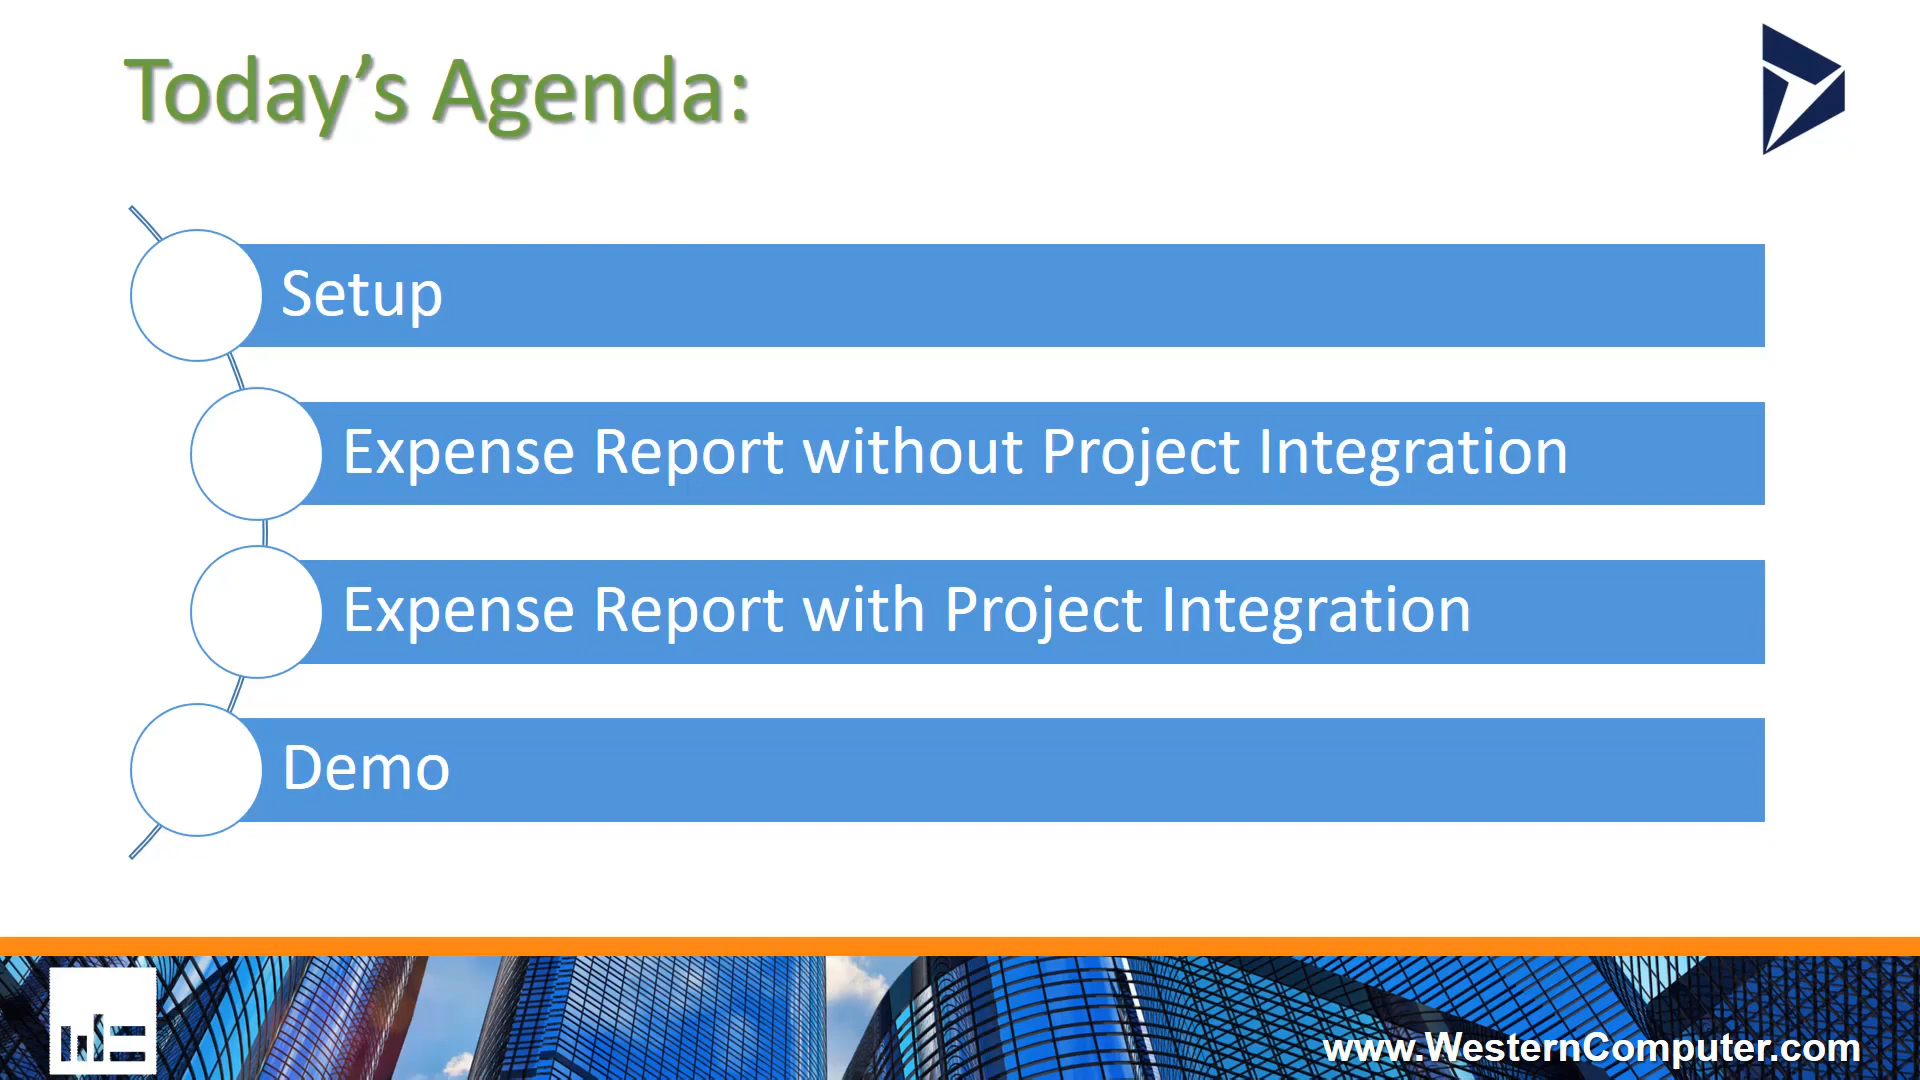 Today’s Agenda:
Setup
Expense Report without Project Integration
Expense Report with Project Integration
Demo
www.WesternComputer.com